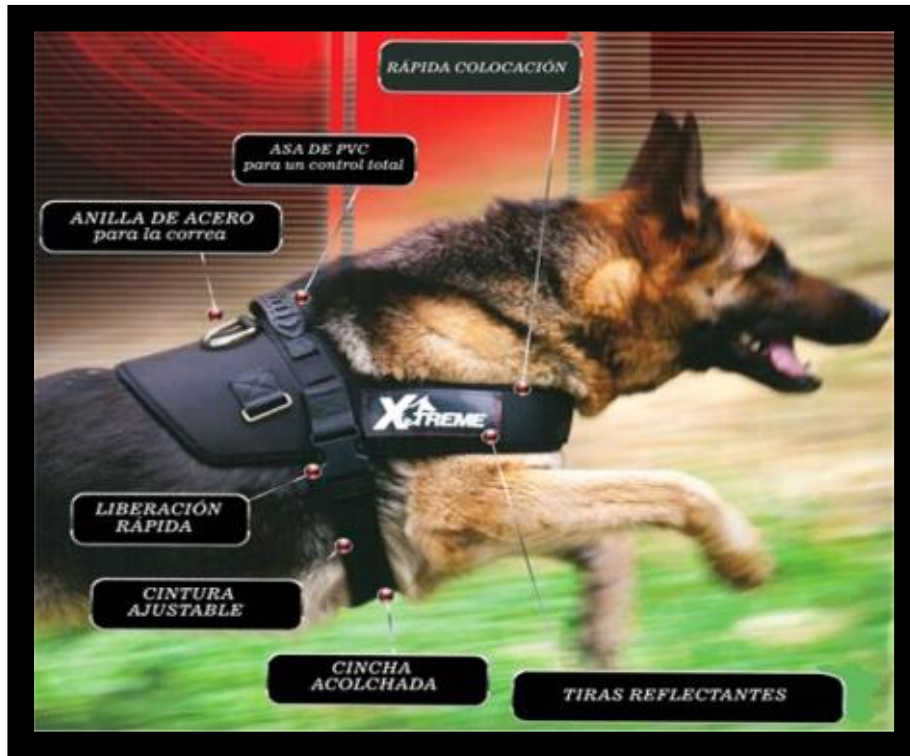 RÁPIDA COLOCACIÓN
ASA DE PVC
para un control total
ANILLA DE ACERO
para la correa
XTREME
LIBERACIÓN
RÁPIDA
CINTURA
AJUSTABLE
CINCHA
ACOLCHADA
TIRAS REFLECTANTES